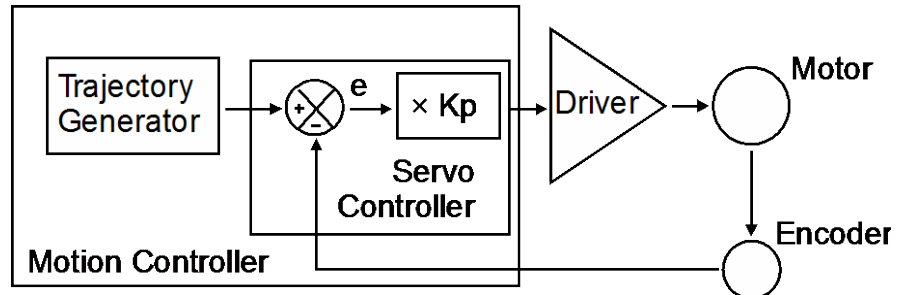 Trajectory
Generator
+
−
e
× Kp
Servo
Controller
Driver
Motor
Encoder
Motion Controller